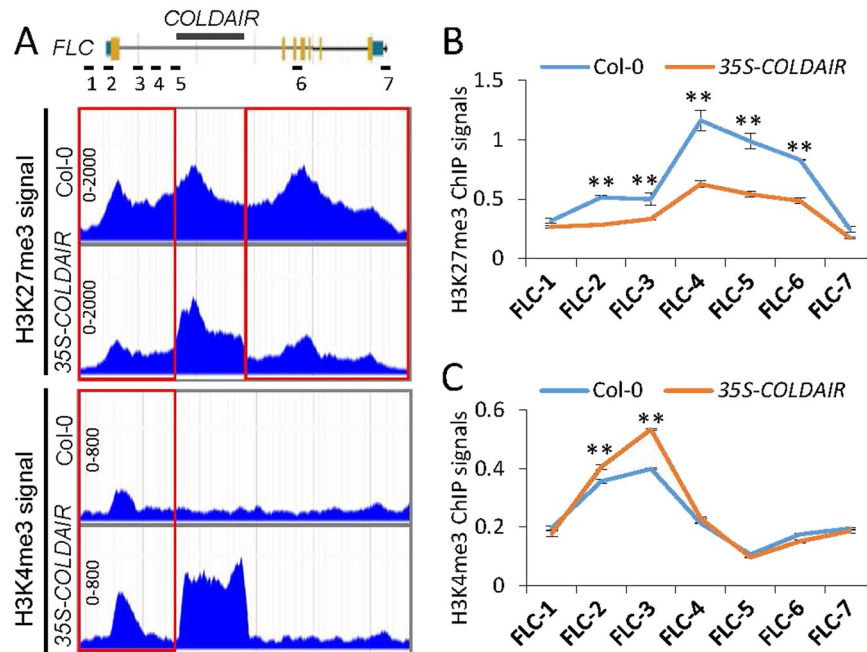 A
COLDAIR
FLC
1 2 3 4 5 6 7
H3K27me3 signal
Col-0
0-2000
35S-COLDAIR
0-2000
H3K4me3 signal
Col-0
0-800
35S-COLDAIR
0-800
B
Col-0 35S-COLDAIR
H3K27me3 ChIP signals
1.5
1
0.5
0
** ** ** ** **
FLC-1 FLC-2 FLC-3 FLC-4 FLC-5 FLC-6 FLC-7
C
Col-0 35S-COLDAIR
H3K4me3 ChIP signals
0.6
0.4
0.2
0
** **
FLC-1 FLC-2 FLC-3 FLC-4 FLC-5 FLC-6 FLC-7